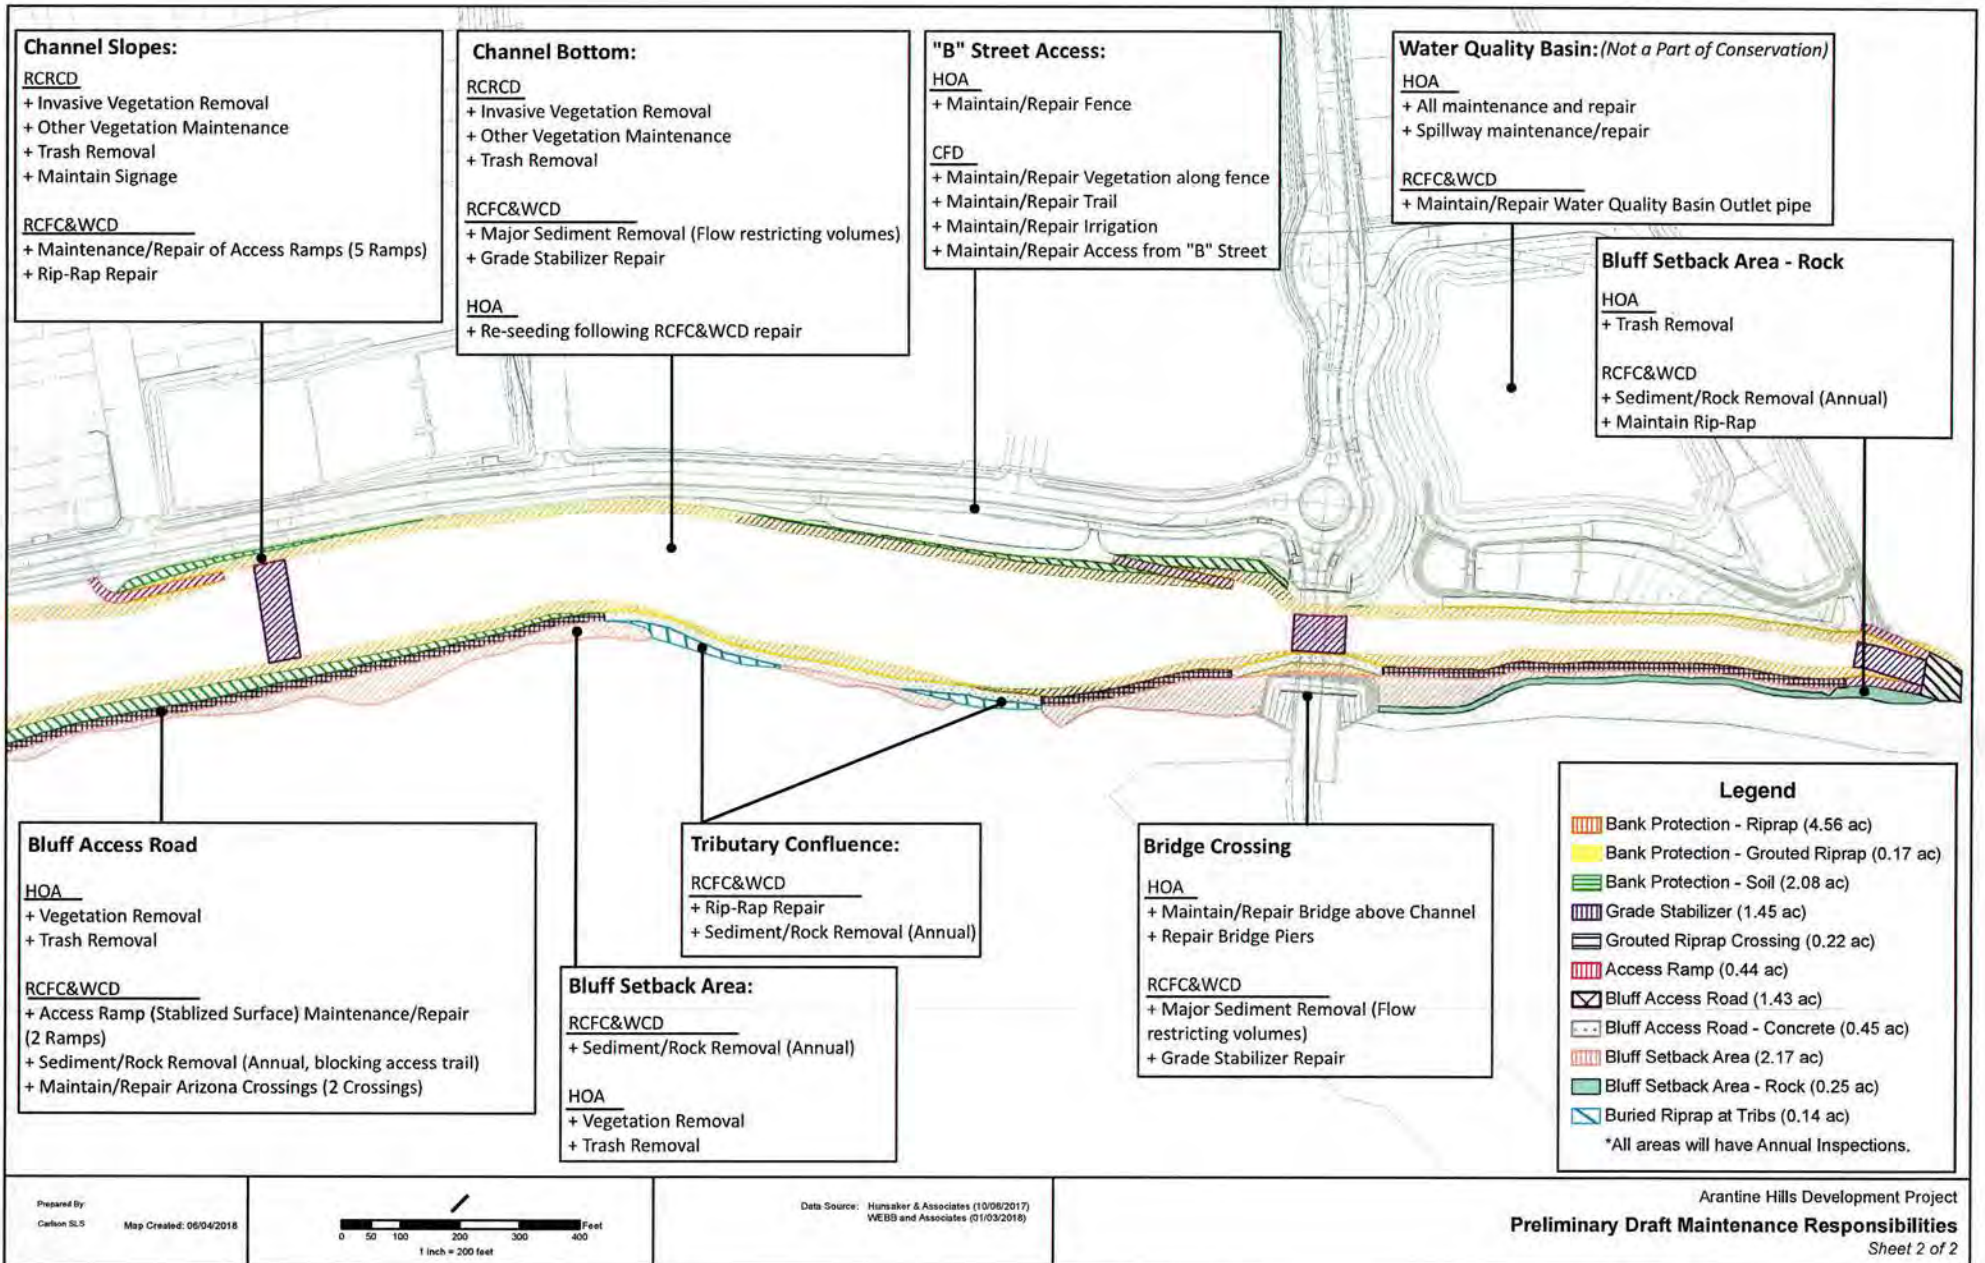 Channel Slopes:
RCRCD
+ Invasive Vegetation Removal
+ Other Vegetation Maintenance
+ Trash Removal
+ Maintain Signage
RCFC&WCD
+ Maintenance/Repair of Access Ramps (5 Ramps)
+ Rip-Rap Repair
Channel Bottom:
RCRCD
+ Invasive Vegetation Removal
+ Other Vegetation Maintenance
+ Trash Removal
RCFC&WCD
+ Major Sediment Removal (Flow restricting volumes)
+ Grade Stabilizer Repair
HOA
+ Re-seeding following RCFC&WCD repair
"B" Street Access:
HOA
+ Maintain/Repair Fence
CFD
+ Maintain/Repair Vegetation along fence
+ Maintain/Repair Trail
+ Maintain/Repair Irrigation
+ Maintain/Repair Access from "B" Street
Water Quality Basin: (Not a Part of Conservation)
HOA
+ All maintenance and repair
+ Spillway maintenance/repair
RCFC&WCD
+ Maintain/Repair Water Quality Basin Outlet pipe
Bluff Setback Area - Rock
HOA
+ Trash Removal
RCFC&WCD
+ Sediment/Rock Removal (Annual)
+ Maintain Rip-Rap
Bluff Access Road
HOA
+ Vegetation Removal
+ Trash Removal
RCFC&WCD
+ Access Ramp (Stablized Surface) Maintenance/Repair
(2 Ramps)
+ Sediment/Rock Removal (Annual, blocking access trail)
+ Maintain/Repair Arizona Crossings (2 Crossings)
Bluff Setback Area:
RCFC&WCD
+ Sediment/Rock Removal (Annual)
HOA
+ Vegetation Removal
+ Trash Removal
Tributary Confluence:
RCFC&WCD
+ Rip-Rap Repair
+ Sediment/Rock Removal (Annual)
Bridge Crossing
HOA
+ Maintain/Repair Bridge above Channel
+ Repair Bridge Piers
RCFC&WCD
+ Major Sediment Removal (Flow
restricting volumes)
+ Grade Stabilizer Repair
Legend
Bank Protection - Riprap (4.56 ac)
Bank Protection - Grouted Riprap (0.17 ac)
Bank Protection - Soil (2.08 ac)
Grade Stabilizer (1.45 ac)
Grouted Riprap Crossing (0.22 ac)
Access Ramp (0.44 ac)
Bluff Access Road (1.43 ac)
Bluff Access Road - Concrete (0.45 ac)
Bluff Setback Area (2.17 ac)
Bluff Setback Area - Rock (0.25 ac)
Buried Riprap at Tribs (0.14 ac)
*All areas will have Annual Inspections.
Prepared By:
Carlson SLS
Map Created: 06/04/2018
Feet
0 50 100 200 300 400
1 inch = 200 feet
Data Source: Hunsaker & Associates (10/06/2017)
WEBB and Associates (01/03/2018)
Arantine Hills Development Project
Preliminary Draft Maintenance Responsibilities
Sheet 2 of 2